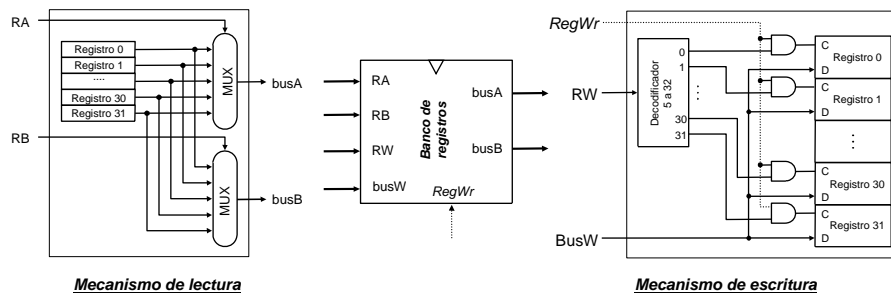 RA
Registro 0
Registro 1
....
Registro 30
Registro 31
MUX
busA
RB
MUX
busB
Mecanismo de lectura
RA
RB
RW
busW
Banco de registros
busA
busB
RegWr
RegWr
RW
Decodificador
5 a 32
0
1
...
30
31
C
D
Registro 0
C
D
Registro 1
...
C
D
Registro 30
C
D
Registro 31
BusW
Mecanismo de escritura